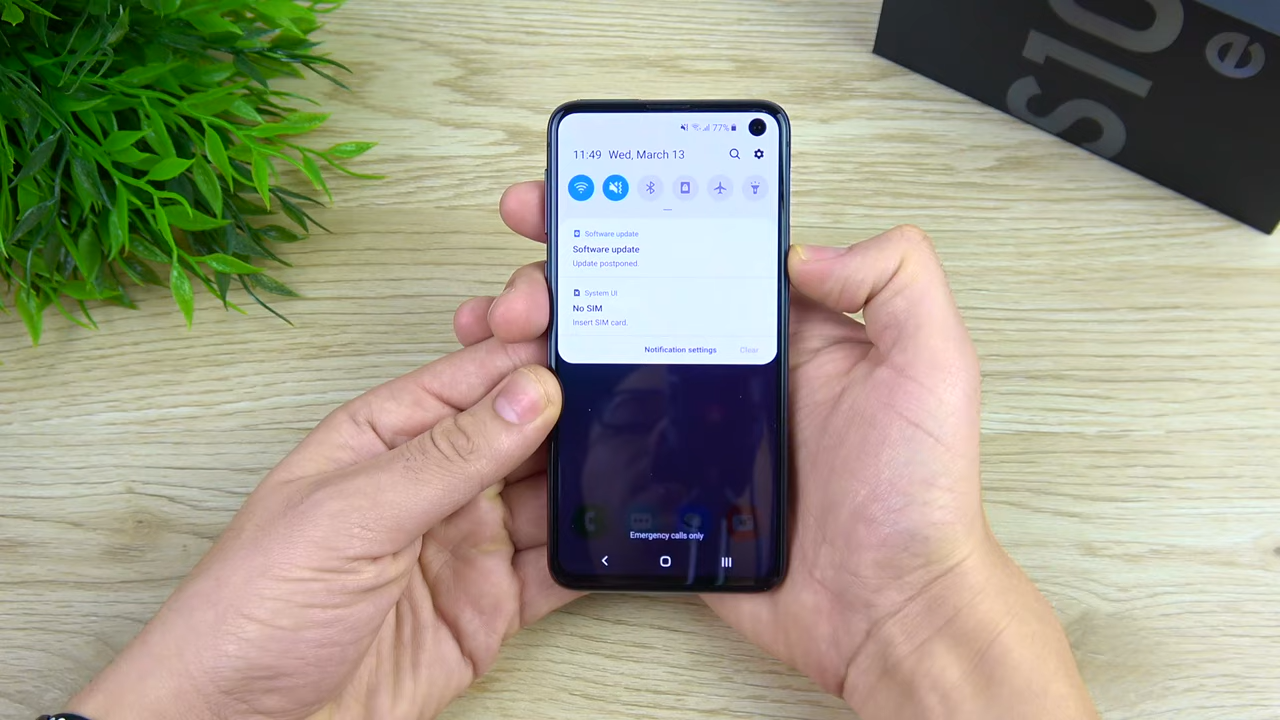 S10
e
77%
11:49 Wed, March 13
Software update
Software update
Update postponed.
System UI
No SIM
Insert SIM card.
Notification settings Clear
Emergency calls only